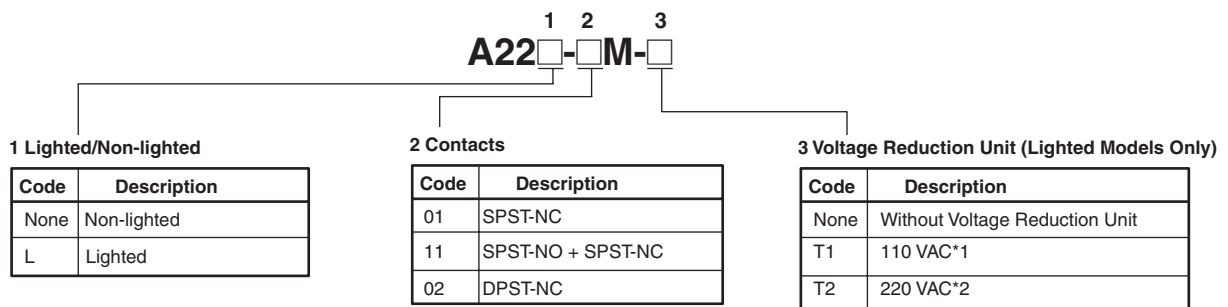 1 2 3
A22□-□M-□
1 Lighted/Non-lighted
Code Description
None Non-lighted
L Lighted
2 Contacts
Code Description
01 SPST-NC
11 SPST-NO + SPST-NC
02 DPST-NC
3 Voltage Reduction Unit (Lighted Models Only)
Code Description
None Without Voltage Reduction Unit
T1 110 VAC*1
T2 220 VAC*2